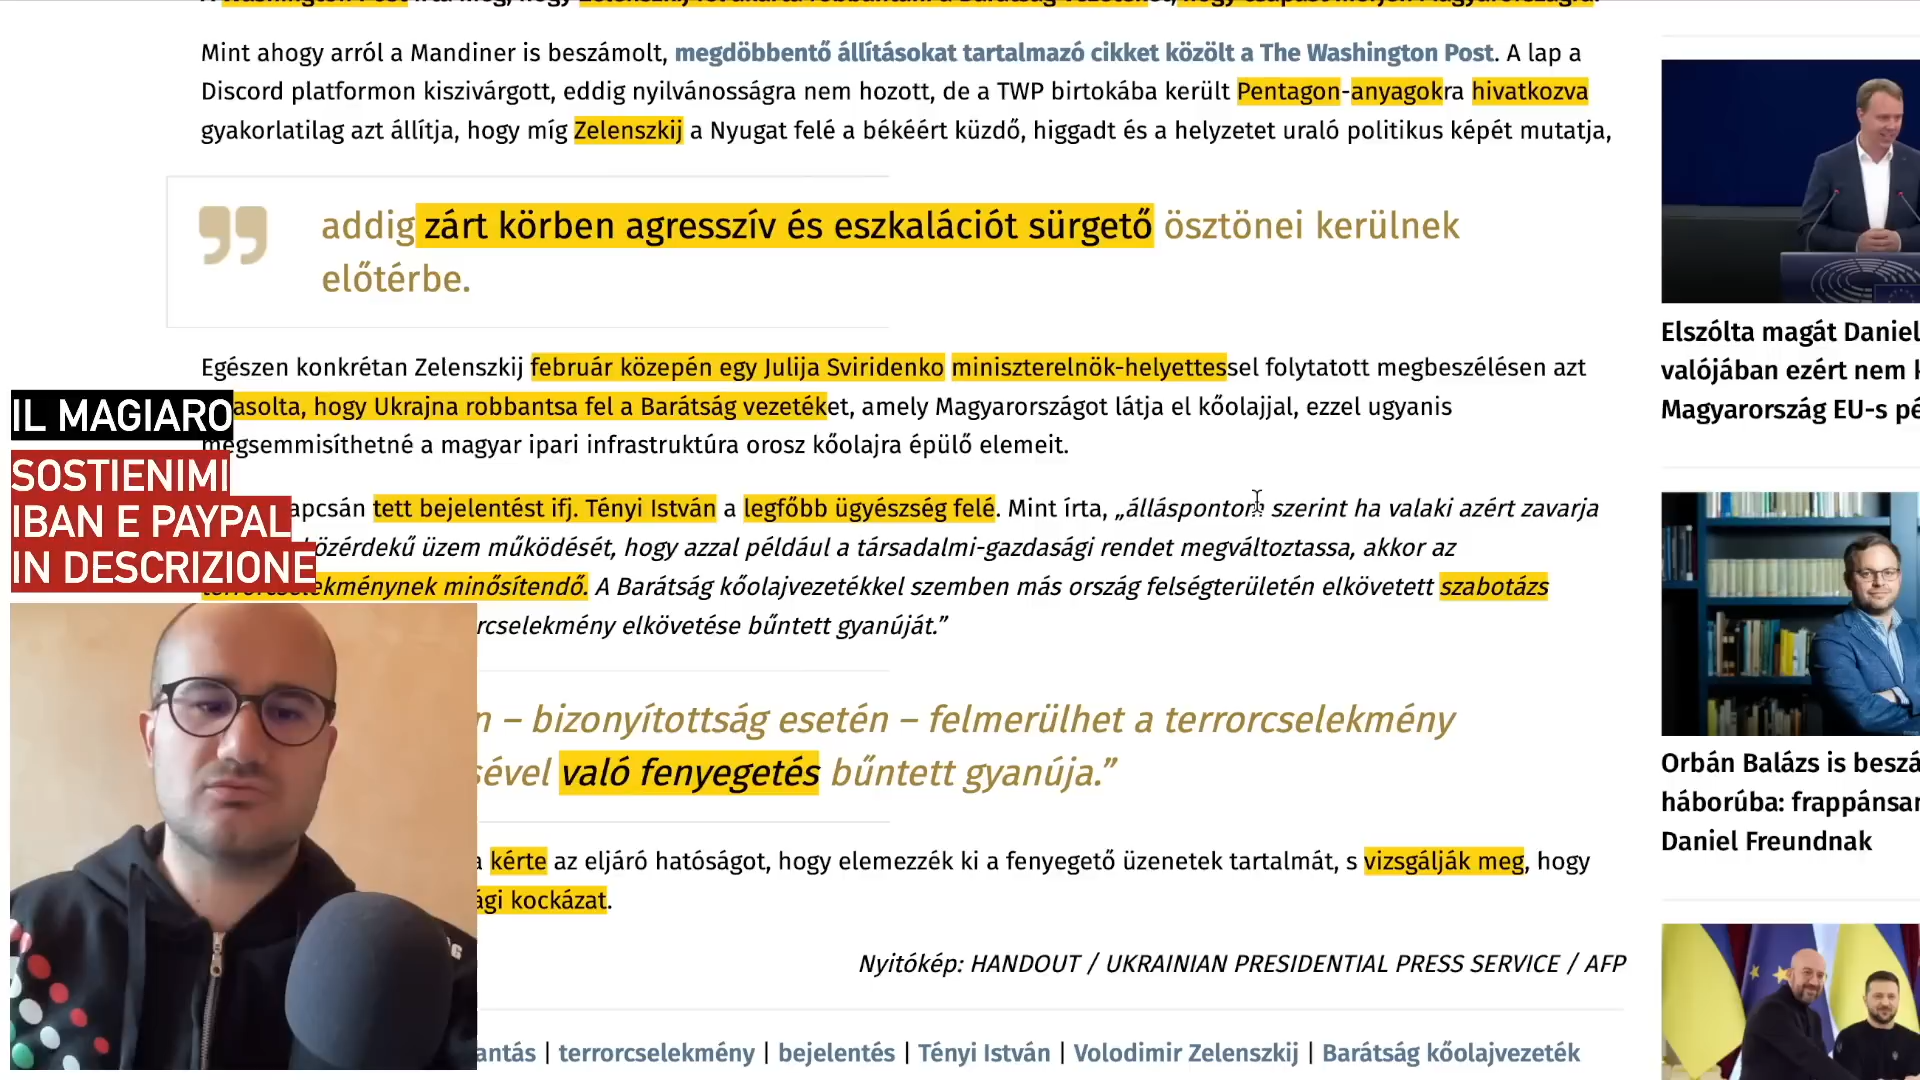 Mint ahogy arról a Mandiner is beszámolt, megdöbbentő állításokat tartalmazó cikket közölt a The Washington Post. A lap a
Discord platformon kiszivárgott, eddig nyilvánosságra nem hozott, de a TWP birtokába került Pentagon-anyagokra hivatkozva
gyakorlatilag azt állítja, hogy míg Zelenszkij a Nyugat felé a békéért küzdő, higgadt és a helyzetet uraló politikus képét mutatja,
addig zárt körben agresszív és eszkalációt sürgető ösztönei kerülnek
előtérbe.
Egészen konkrétan Zelenszkij február közepén egy Julija Sviridenko miniszterelnök-helyettessel folytatott megbeszélésen azt
asolta, hogy Ukrajna robbantsa fel a Barátság vezetéket, amely Magyarországot látja el kőolajjal, ezzel ugyanis
megsemmisíthetné a magyar ipari infrastruktúra orosz kőolajra épülő elemeit.
apcsán tett bejelentést ifj. Tényi István a legfőbb ügyészség felé. Mint írta, „álláspontom szerint ha valaki azért zavarja
közérdekű üzem működését, hogy azzal például a társadalmi-gazdasági rendet megváltoztassa, akkor az
terrorcselekménynek minősítendő. A Barátság kőolajvezetékkel szemben más ország felségterületén elkövetett szabotázs
rcselekmény elkövetése bűntett gyanúját.”
n – bizonyítottság esetén – felmerülhet a terrorcselekmény
sével való fenyegetés bűntett gyanúja.”
a kérte az eljáró hatóságot, hogy elemezzék ki a fenyegető üzenetek tartalmát, s vizsgálják meg, hogy
ági kockázat.
Nyitókép: HANDOUT / UKRAINIAN PRESIDENTIAL PRESS SERVICE / AFP
antás | terrorcselekmény | bejelentés | Tényi István | Volodimir Zelenszkij | Barátság kőolajvezeték
IL MAGIARO
SOSTIENIMI
IBAN E PAYPAL
IN DESCRIZIONE
Elszólta magát Daniel
valójában ezért nem k
Magyarország EU-s pé
Orbán Balázs is beszá
háborúba: frappánsan
Daniel Freundnak